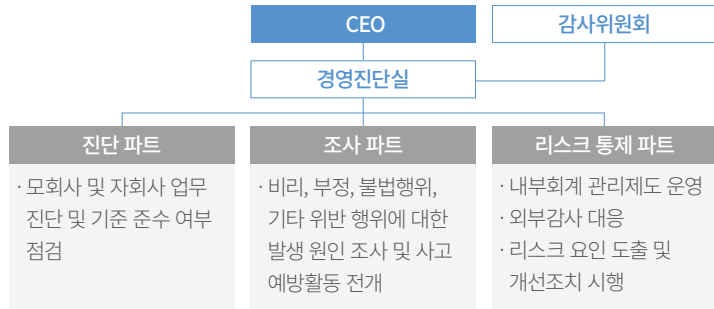 CEO
감사위원회
경영진단실
진단 파트
· 모회사 및 자회사 업무
진단 및 기준 준수 여부
점검
조사 파트
· 비리, 부정, 불법행위,
기타 위반 행위에 대한
발생 원인 조사 및 사고
예방활동 전개
리스크 통제 파트
· 내부회계 관리제도 운영
· 외부감사 대응
· 리스크 요인 도출 및
개선조치 시행